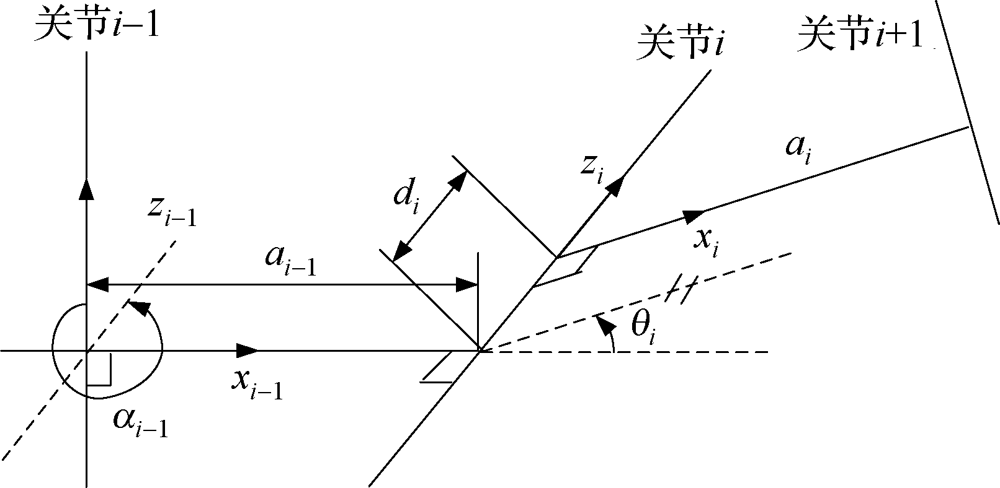 关节i–1
关节i
关节i+1
z_{i–1}
a_{i–1}
d_i
z_i
a_i
x_i
θ_i
x_{i–1}
α_{i–1}